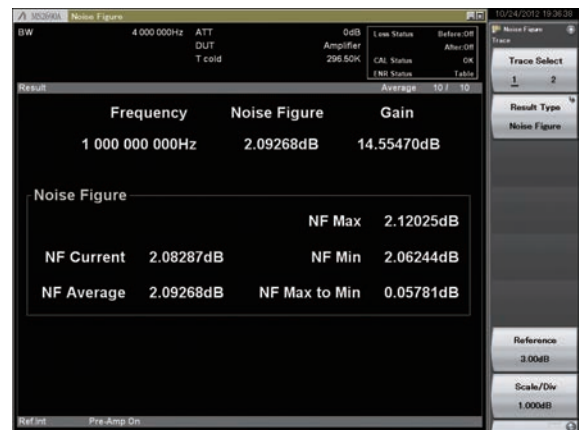 MS2690A Noise Figure
10/24/2012 19:36:38
BW 4 000 000Hz ATT 0dB
DUT Amplifier
T cold 296.50K
Loss Status Before:Off
After:Off
CAL Status OK
ENR Status Table
Result Average 10 / 10
Frequency Noise Figure Gain
1 000 000 000Hz 2.09268dB 14.55470dB
Noise Figure
NF Max 2.12025dB
NF Current 2.08287dB NF Min 2.06244dB
NF Average 2.09268dB NF Max to Min 0.05781dB
Ref.Int Pre-Amp On
Noise Figure
Trace
Trace Select
1 2
Result Type
Noise Figure
Reference
3.00dB
Scale/Div
1.000dB